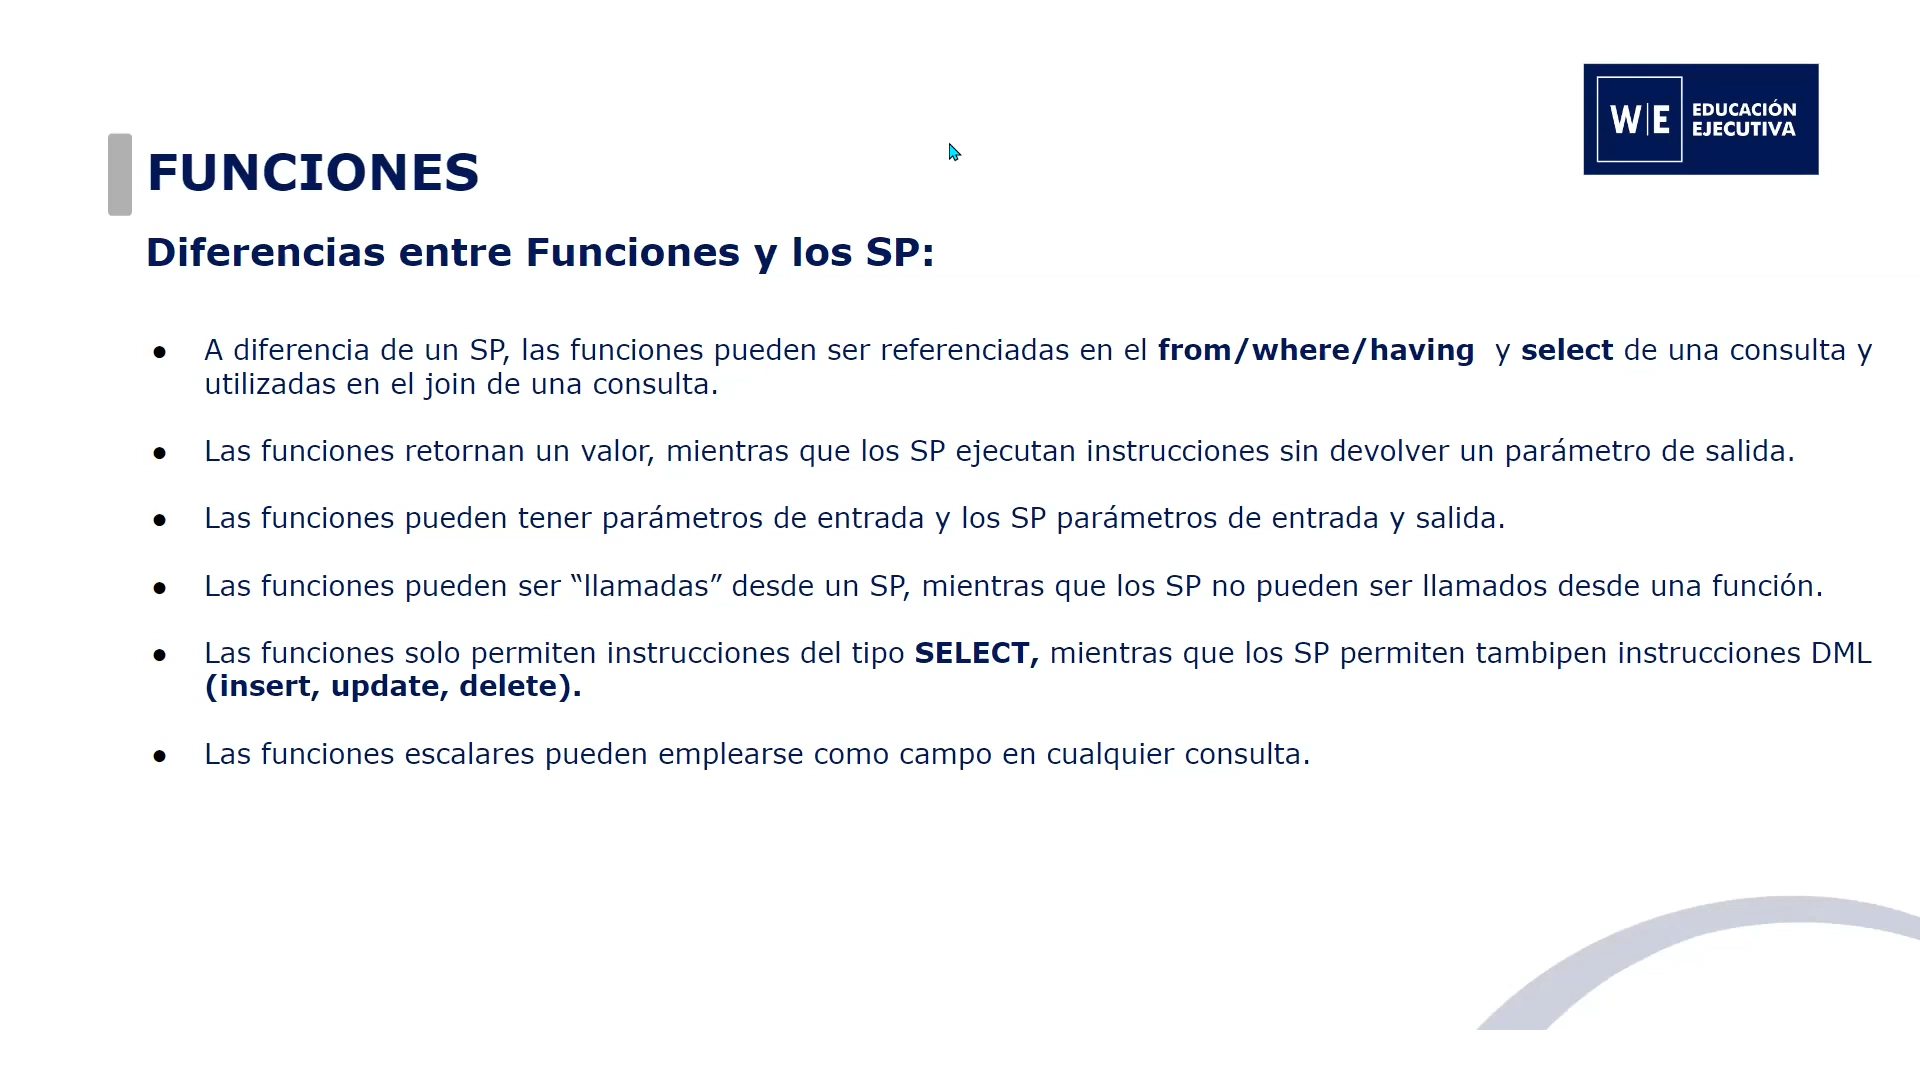 W|E EDUCACIÓN
EJECUTIVA
FUNCIONES
Diferencias entre Funciones y los SP:
● A diferencia de un SP, las funciones pueden ser referenciadas en el from/where/having y select de una consulta y
utilizadas en el join de una consulta.
● Las funciones retornan un valor, mientras que los SP ejecutan instrucciones sin devolver un parámetro de salida.
● Las funciones pueden tener parámetros de entrada y los SP parámetros de entrada y salida.
● Las funciones pueden ser “llamadas” desde un SP, mientras que los SP no pueden ser llamados desde una función.
● Las funciones solo permiten instrucciones del tipo SELECT, mientras que los SP permiten tambipen instrucciones DML
(insert, update, delete).
● Las funciones escalares pueden emplearse como campo en cualquier consulta.